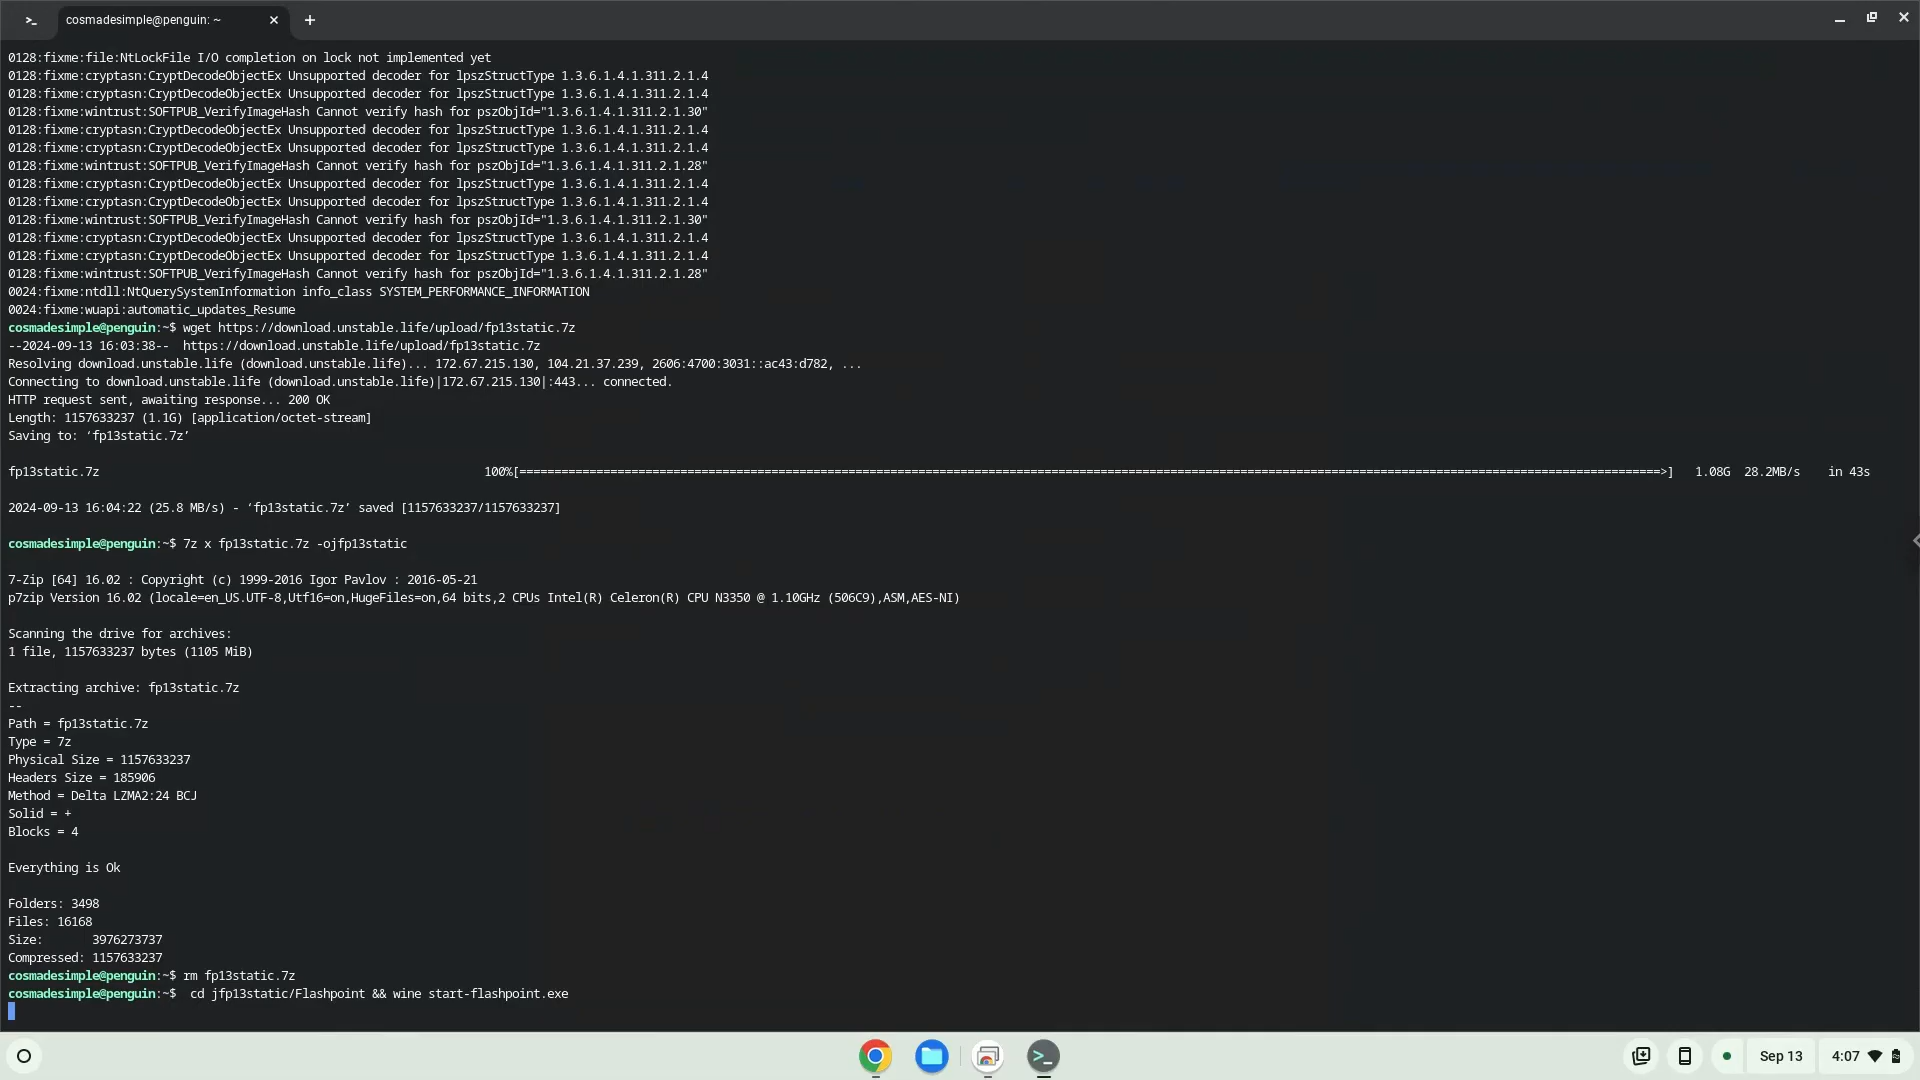 cosmadesimple@penguin: ~
0128:fixme:file:NtLockFile I/O completion on lock not implemented yet
0128:fixme:cryptasn:CryptDecodeObjectEx Unsupported decoder for lpszStructType 1.3.6.1.4.1.311.2.1.4
0128:fixme:cryptasn:CryptDecodeObjectEx Unsupported decoder for lpszStructType 1.3.6.1.4.1.311.2.1.4
0128:fixme:wintrust:SOFTPUB_VerifyImageHash Cannot verify hash for pszObjId="1.3.6.1.4.1.311.2.1.30"
0128:fixme:cryptasn:CryptDecodeObjectEx Unsupported decoder for lpszStructType 1.3.6.1.4.1.311.2.1.4
0128:fixme:cryptasn:CryptDecodeObjectEx Unsupported decoder for lpszStructType 1.3.6.1.4.1.311.2.1.4
0128:fixme:wintrust:SOFTPUB_VerifyImageHash Cannot verify hash for pszObjId="1.3.6.1.4.1.311.2.1.28"
0128:fixme:cryptasn:CryptDecodeObjectEx Unsupported decoder for lpszStructType 1.3.6.1.4.1.311.2.1.4
0128:fixme:cryptasn:CryptDecodeObjectEx Unsupported decoder for lpszStructType 1.3.6.1.4.1.311.2.1.4
0128:fixme:wintrust:SOFTPUB_VerifyImageHash Cannot verify hash for pszObjId="1.3.6.1.4.1.311.2.1.30"
0128:fixme:cryptasn:CryptDecodeObjectEx Unsupported decoder for lpszStructType 1.3.6.1.4.1.311.2.1.4
0128:fixme:cryptasn:CryptDecodeObjectEx Unsupported decoder for lpszStructType 1.3.6.1.4.1.311.2.1.4
0128:fixme:wintrust:SOFTPUB_VerifyImageHash Cannot verify hash for pszObjId="1.3.6.1.4.1.311.2.1.28"
0024:fixme:ntdll:NtQuerySystemInformation info_class SYSTEM_PERFORMANCE_INFORMATION
0024:fixme:wuapi:automatic_updates_Resume
cosmadesimple@penguin:~$ wget https://download.unstable.life/upload/fp13static.7z
--2024-09-13 16:03:38--  https://download.unstable.life/upload/fp13static.7z
Resolving download.unstable.life (download.unstable.life)... 172.67.215.130, 104.21.37.239, 2606:4700:3031::ac43:d782, ...
Connecting to download.unstable.life (download.unstable.life)|172.67.215.130|:443... connected.
HTTP request sent, awaiting response... 200 OK
Length: 1157633237 (1.1G) [application/octet-stream]
Saving to: ‘fp13static.7z’
fp13static.7z 100%[===================================================>] 1.08G 28.2MB/s in 43s
2024-09-13 16:04:22 (25.8 MB/s) - ‘fp13static.7z’ saved [1157633237/1157633237]
cosmadesimple@penguin:~$ 7z x fp13static.7z -ojfp13static
7-Zip [64] 16.02 : Copyright (c) 1999-2016 Igor Pavlov : 2016-05-21
p7zip Version 16.02 (locale=en_US.UTF-8,Utf16=on,HugeFiles=on,64 bits,2 CPUs Intel(R) Celeron(R) CPU N3350 @ 1.10GHz (506C9),ASM,AES-NI)
Scanning the drive for archives:
1 file, 1157633237 bytes (1105 MiB)
Extracting archive: fp13static.7z
--
Path = fp13static.7z
Type = 7z
Physical Size = 1157633237
Headers Size = 185906
Method = Delta LZMA2:24 BCJ
Solid = +
Blocks = 4
Everything is Ok
Folders: 3498
Files: 16168
Size:       3976273737
Compressed: 1157633237
cosmadesimple@penguin:~$ rm fp13static.7z
cosmadesimple@penguin:~$  cd jfp13static/Flashpoint && wine start-flashpoint.exe
Sep 13
4:07